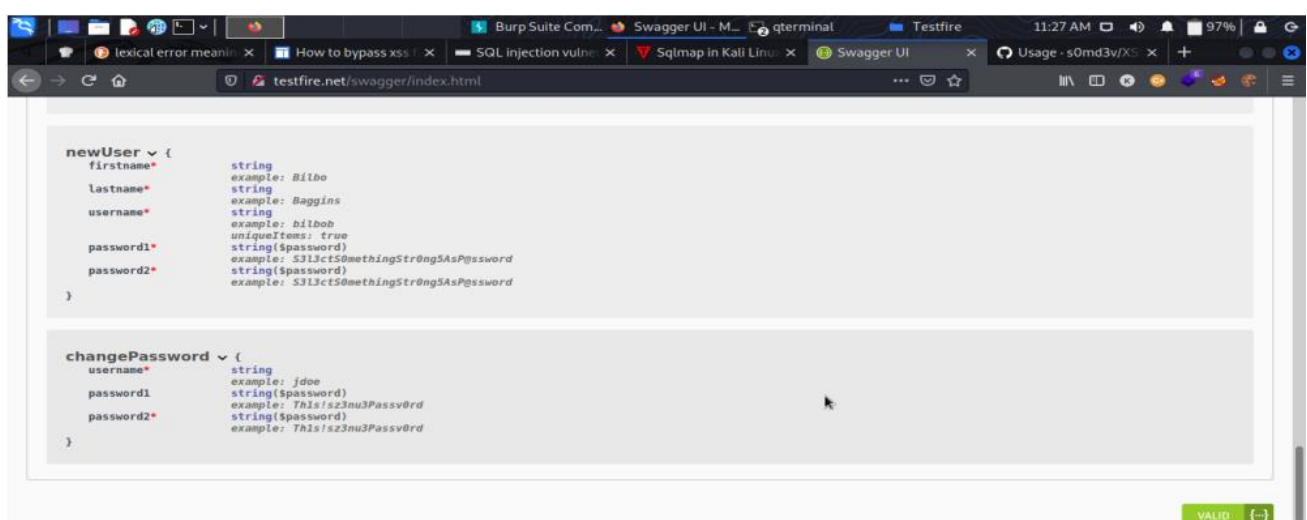 Burp Suite Com... Swagger UI - M... qterminal Testfire 11:27 AM 97%
lexical error meanin How to bypass xss f SQL injection vulner Sqlmap in Kali Linu Swagger UI Usage · s0md3v/XS
testfire.net/swagger/index.html
newUser {
firstname* string
example: Bilbo
lastname* string
example: Baggins
username* string
example: bilbob
uniqueItems: true
password1* string($password)
example: S3l3ctS0methingStr0ng5AsP@ssword
password2* string($password)
example: S3l3ctS0methingStr0ng5AsP@ssword
}
changePassword {
username* string
example: jdoe
password1 string($password)
example: Th1s!sz3nu3Passv0rd
password2* string($password)
example: Th1s!sz3nu3Passv0rd
}
VALID {...}